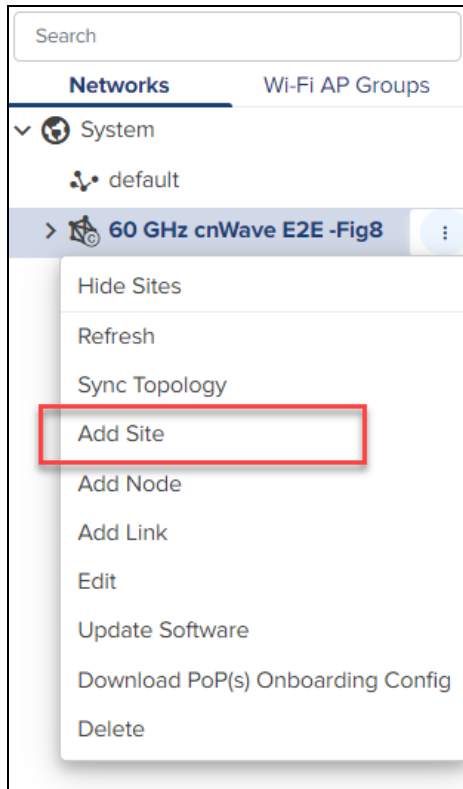 Search
Networks Wi-Fi AP Groups
System
default
60 GHz cnWave E2E -Fig8
Hide Sites
Refresh
Sync Topology
Add Site
Add Node
Add Link
Edit
Update Software
Download PoP(s) Onboarding Config
Delete